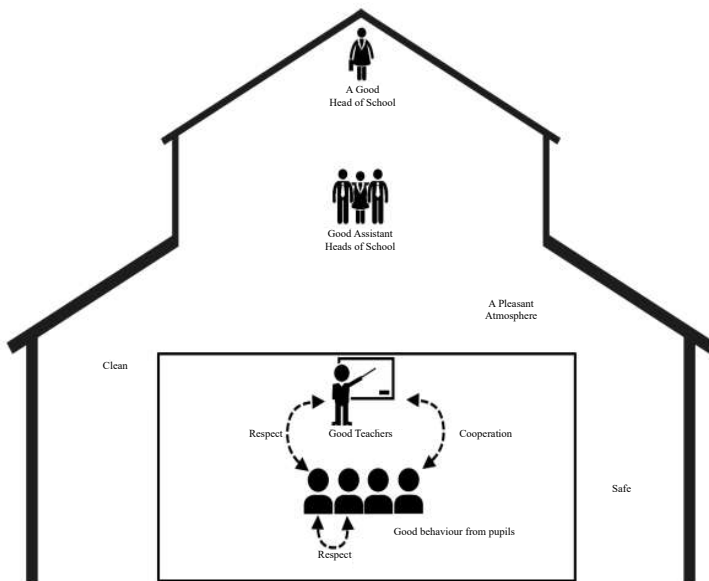 A Good
Head of School
Good Assistant
Heads of School
A Pleasant
Atmosphere
Clean
Respect
Good Teachers
Cooperation
Safe
Good behaviour from pupils
Respect